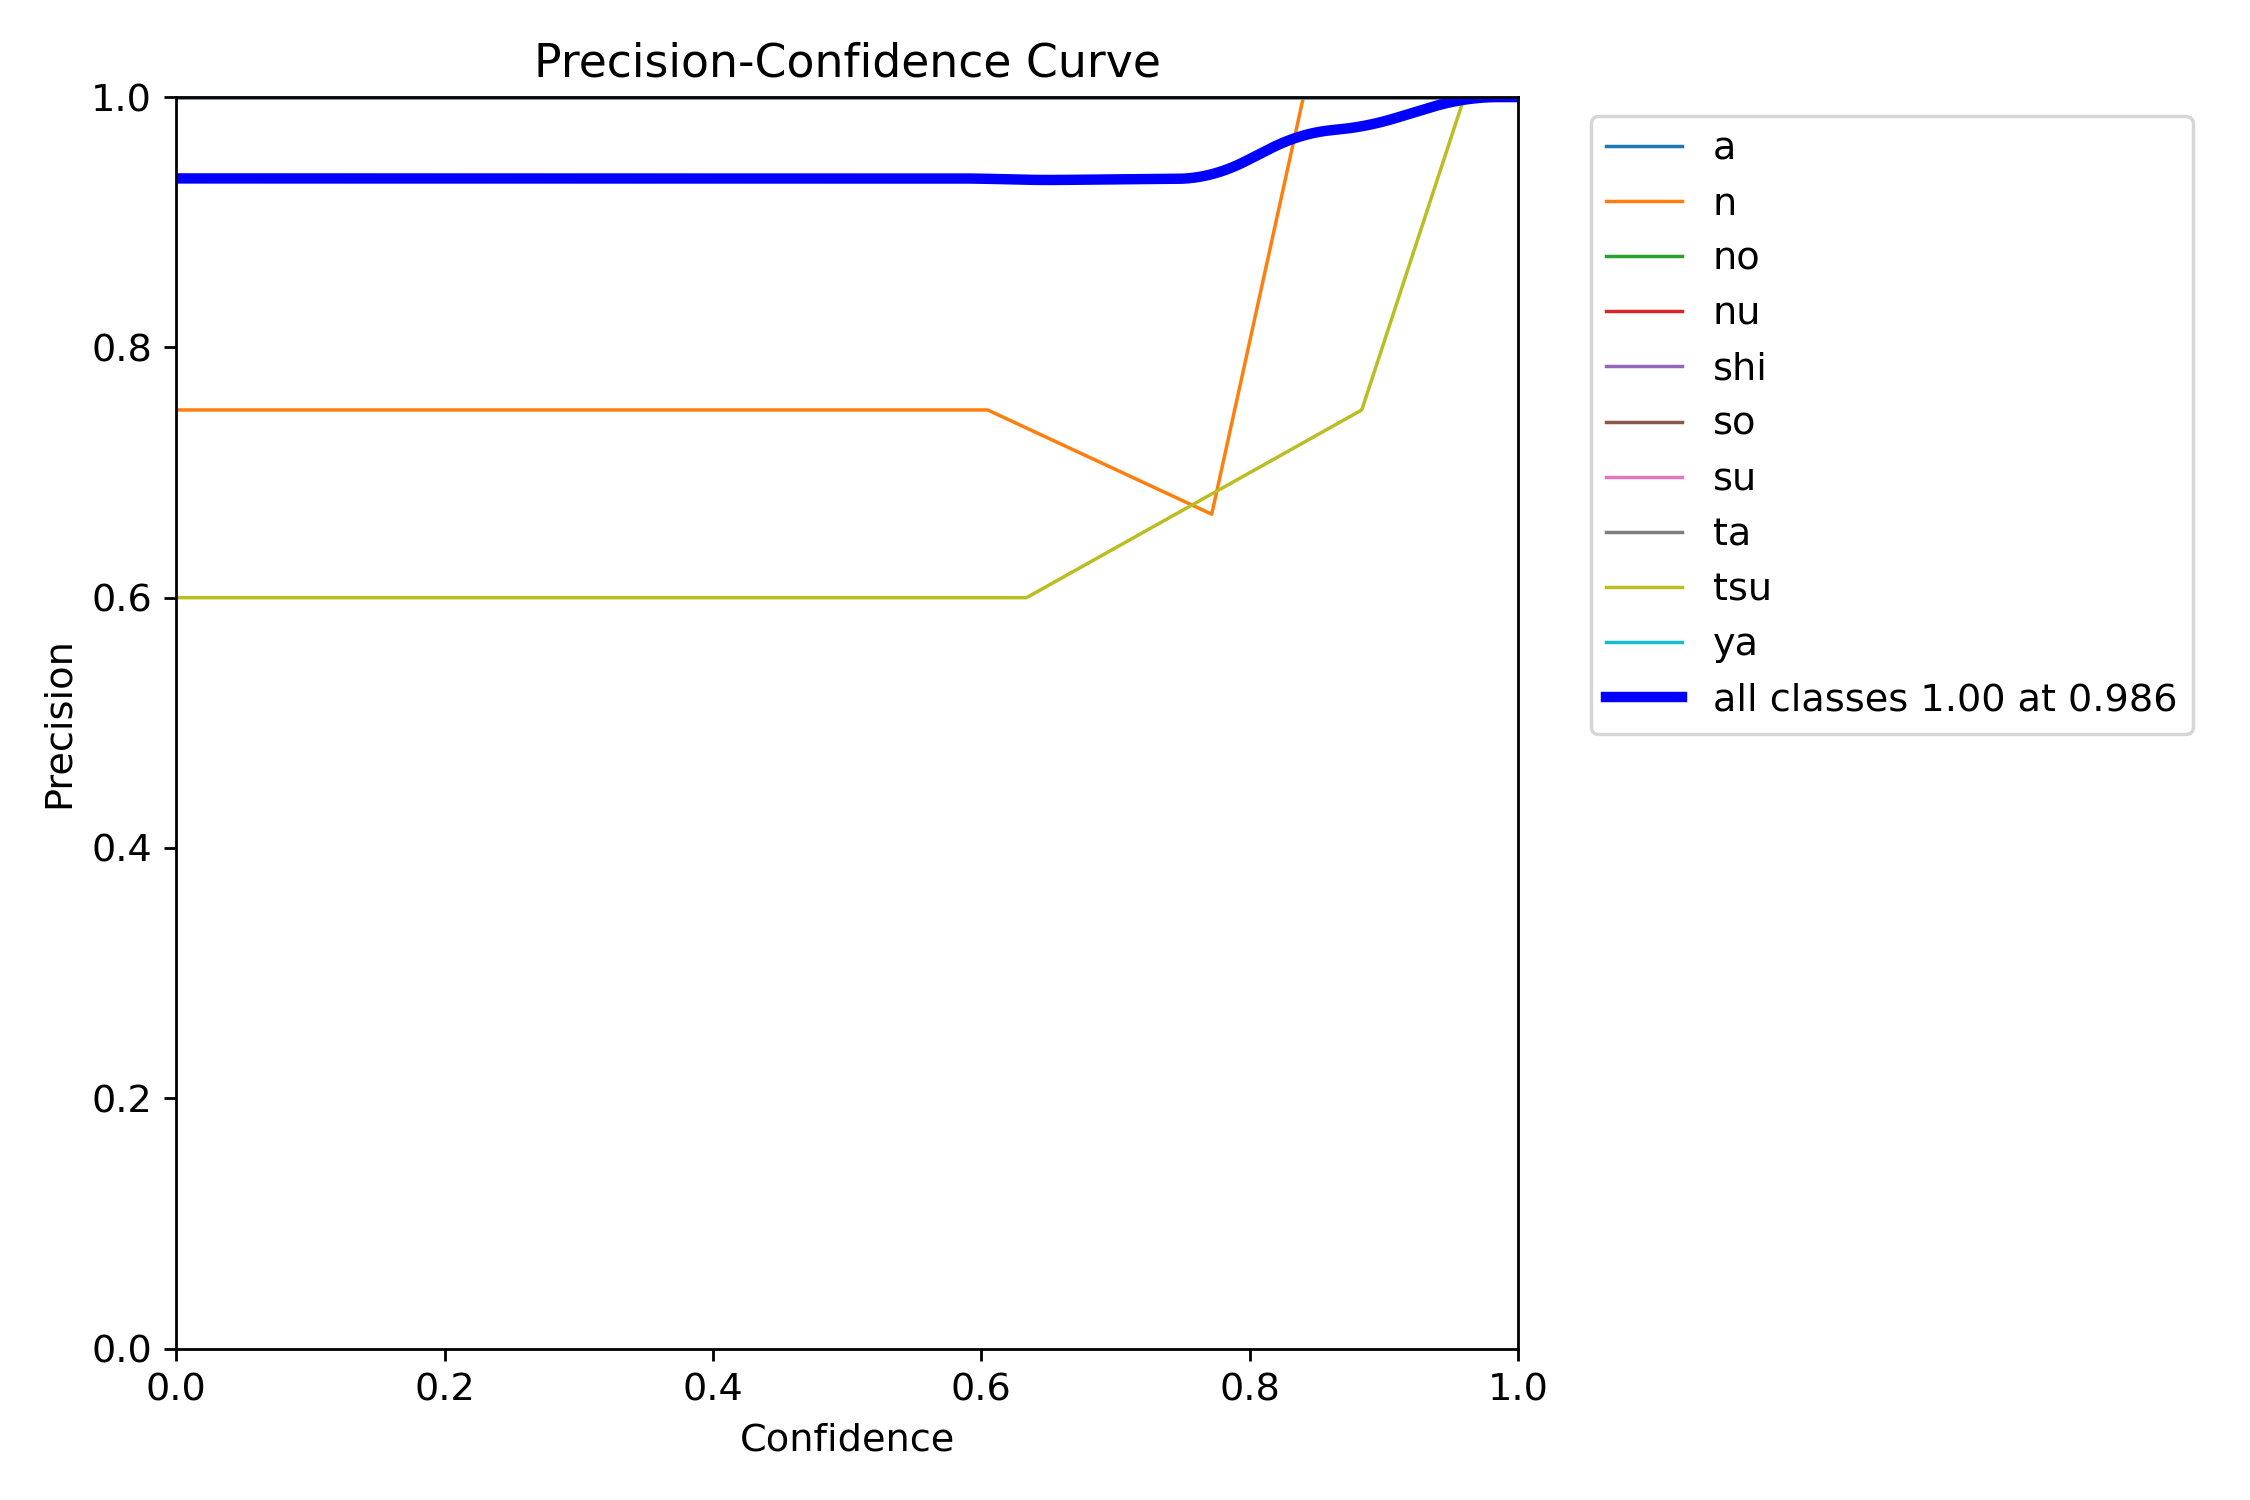 Precision-Confidence Curve
1.0
0.8
0.6
0.4
0.2
0.0
Precision
0.0 0.2 0.4 0.6 0.8 1.0
Confidence
a
n
no
nu
shi
so
su
ta
tsu
ya
all classes 1.00 at 0.986